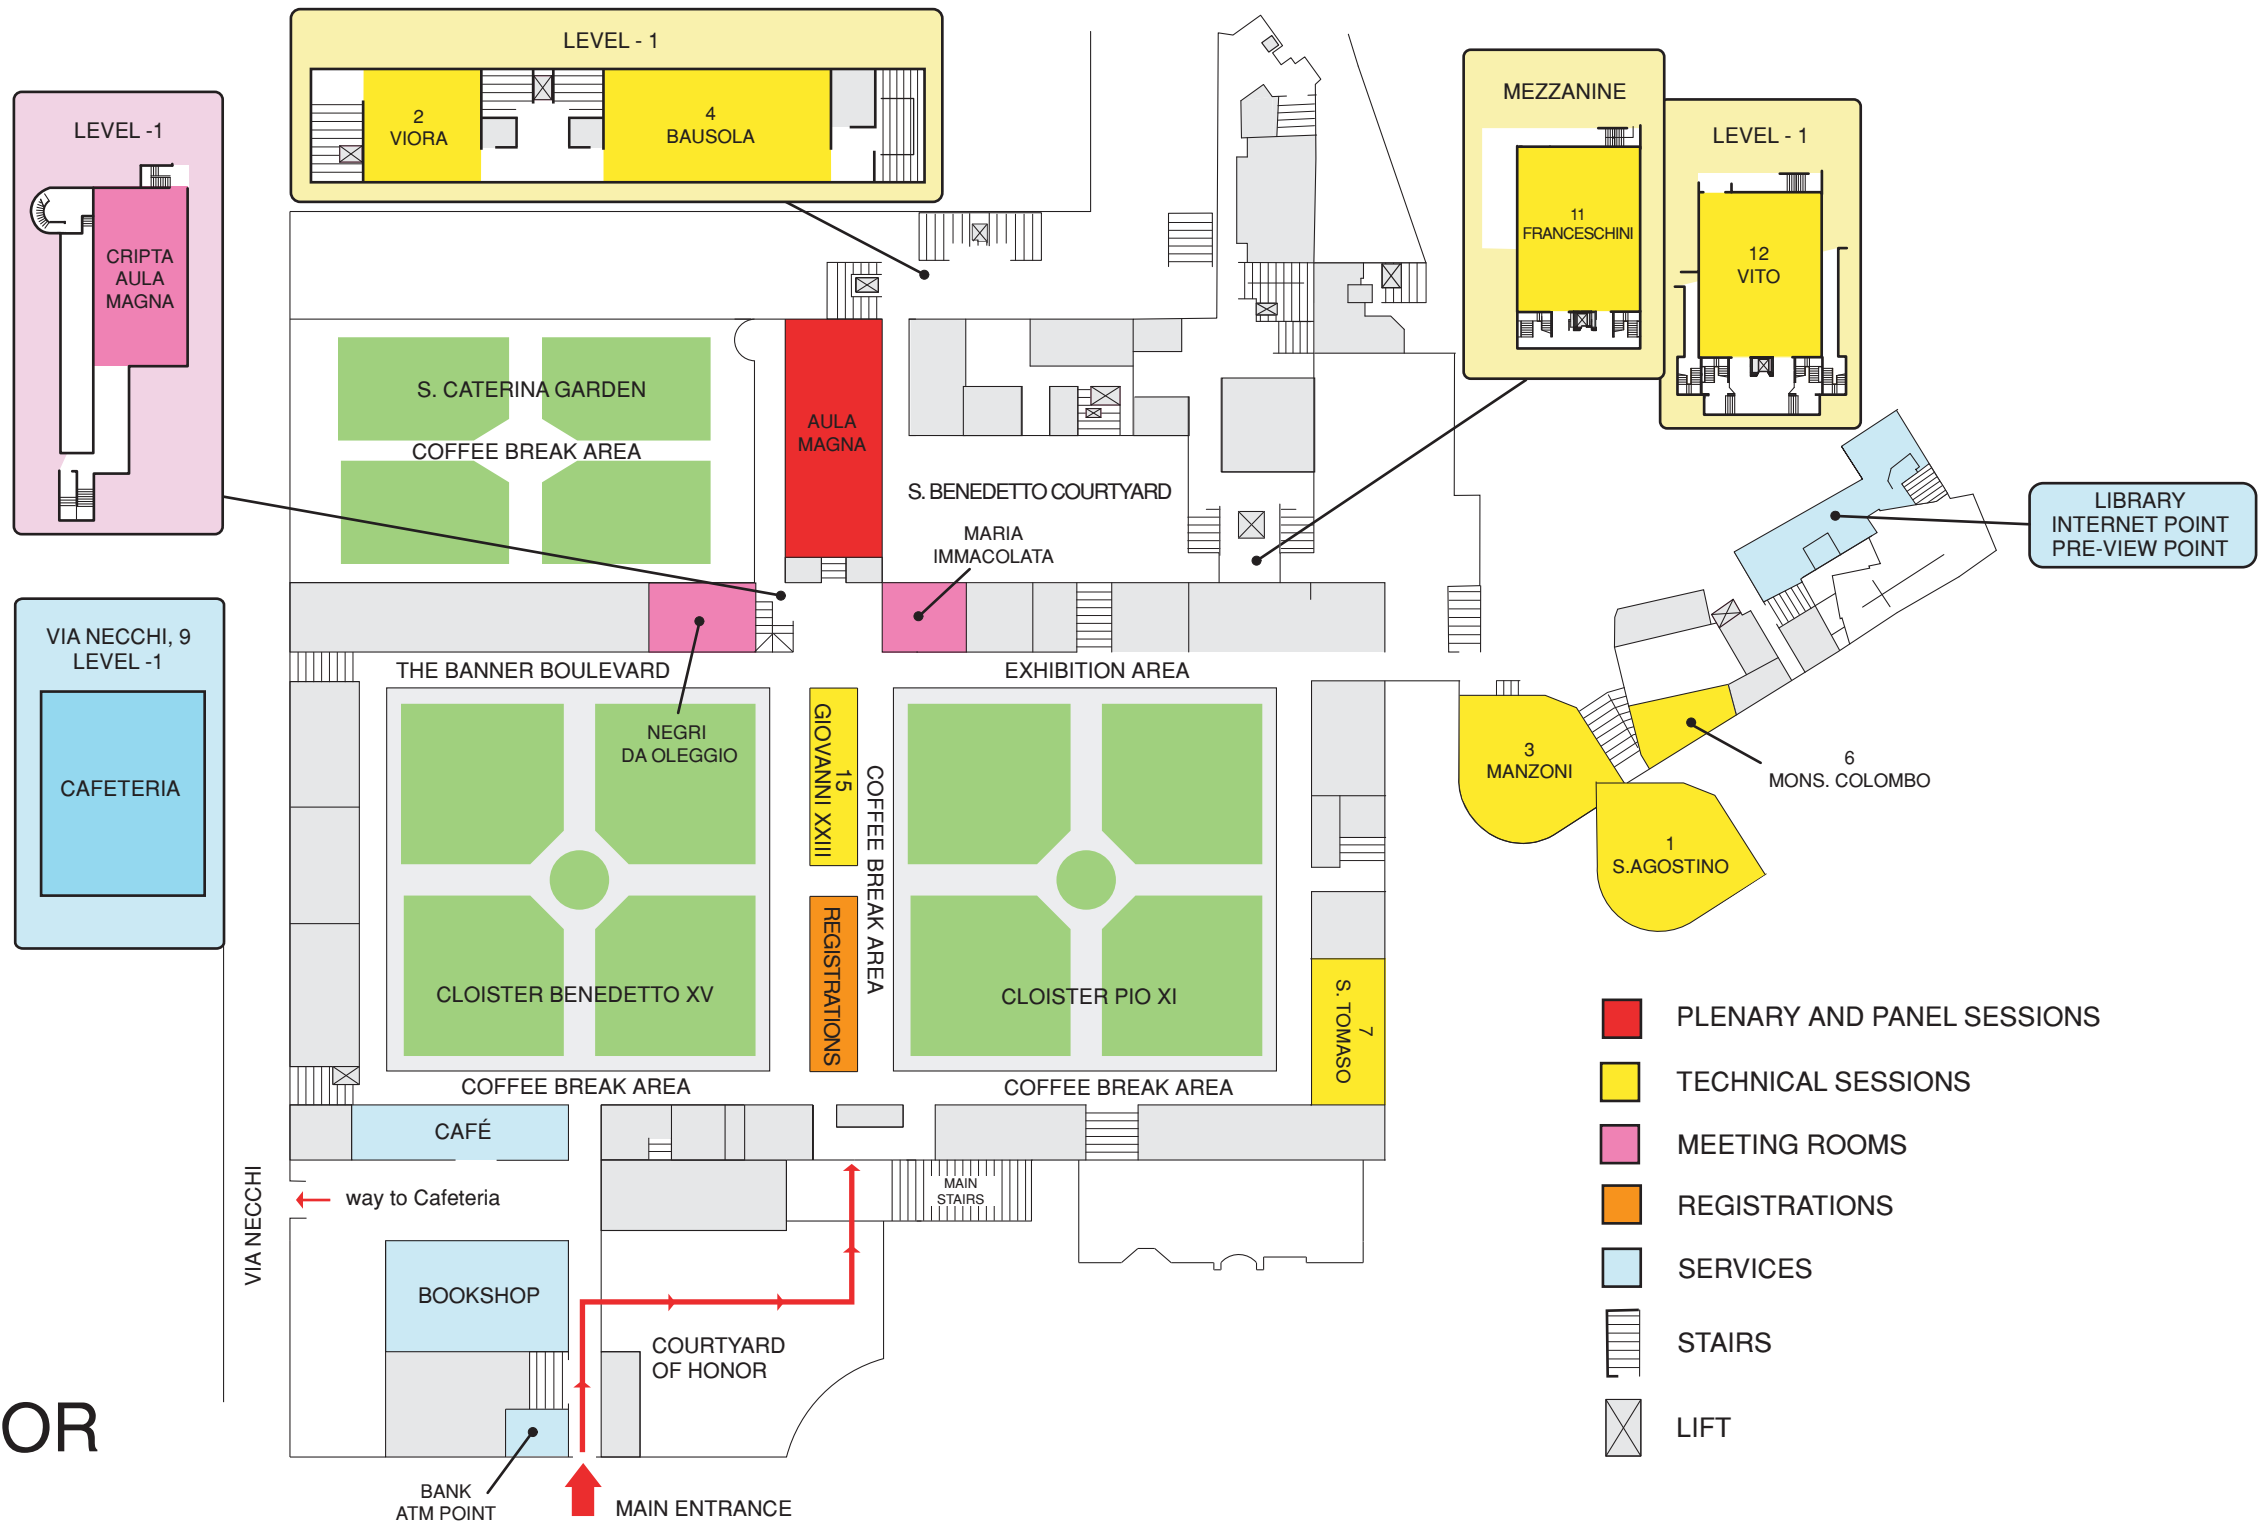 LEVEL - 1
2
VIORA
4
BAUSOLA
LEVEL -1
CRIPTA
AULA
MAGNA
MEZZANINE
11
FRANCESCHINI
LEVEL - 1
12
VITO
S. CATERINA GARDEN
COFFEE BREAK AREA
AULA
MAGNA
S. BENEDETTO COURTYARD
MARIA
IMMACOLATA
LIBRARY
INTERNET POINT
PRE-VIEW POINT
VIA NECCHI, 9
LEVEL -1
CAFETERIA
THE BANNER BOULEVARD
EXHIBITION AREA
NEGRI
DA OLEGGIO
15
GIOVANNI XXIII
COFFEE BREAK AREA
REGISTRATIONS
3
MANZONI
6
MONS. COLOMBO
1
S.AGOSTINO
CLOISTER BENEDETTO XV
CLOISTER PIO XI
7
S. TOMASO
COFFEE BREAK AREA
COFFEE BREAK AREA
CAFÉ
MAIN
STAIRS
way to Cafeteria
VIA NECCHI
BOOKSHOP
COURTYARD
OF HONOR
OR
BANK
ATM POINT
MAIN ENTRANCE
PLENARY AND PANEL SESSIONS
TECHNICAL SESSIONS
MEETING ROOMS
REGISTRATIONS
SERVICES
STAIRS
LIFT